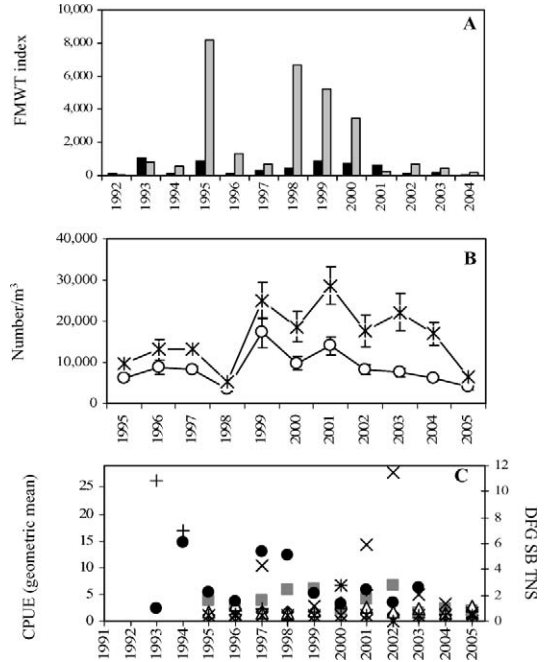 A
FMWT index
10,000
8,000
6,000
4,000
2,000
0
1992 1993 1994 1995 1996 1997 1998 1999 2000 2001 2002 2003 2004
B
Number/m³
40,000
30,000
20,000
10,000
0
1995 1996 1997 1998 1999 2000 2001 2002 2003 2004 2005
C
CPUE (geometric mean)
25
20
15
10
5
0
12
10
8
6
4
2
0
DFG SB TNS
1991 1992 1993 1994 1995 1996 1997 1998 1999 2000 2001 2002 2003 2004 2005